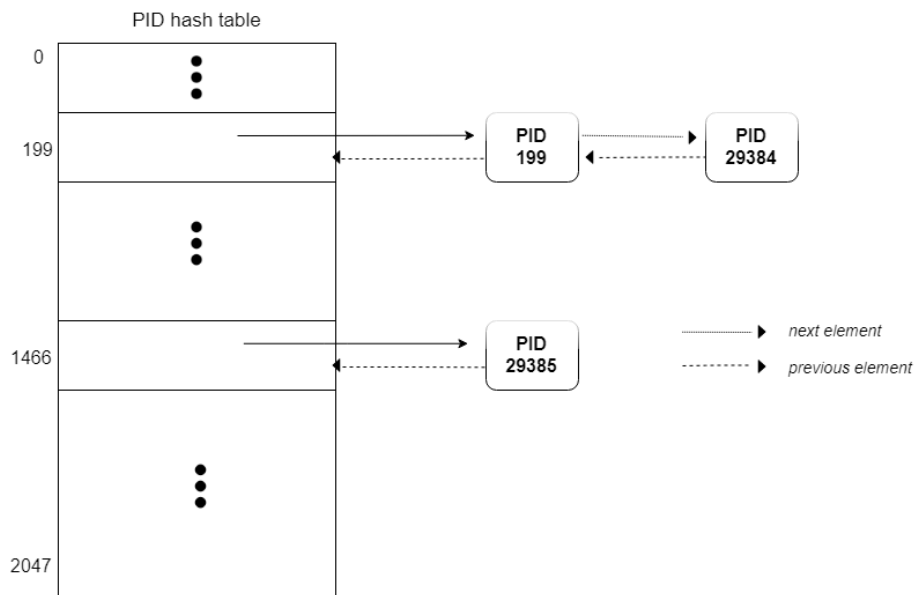 PID hash table
0
199
PID
199
PID
29384
1466
PID
29385
next element
previous element
2047